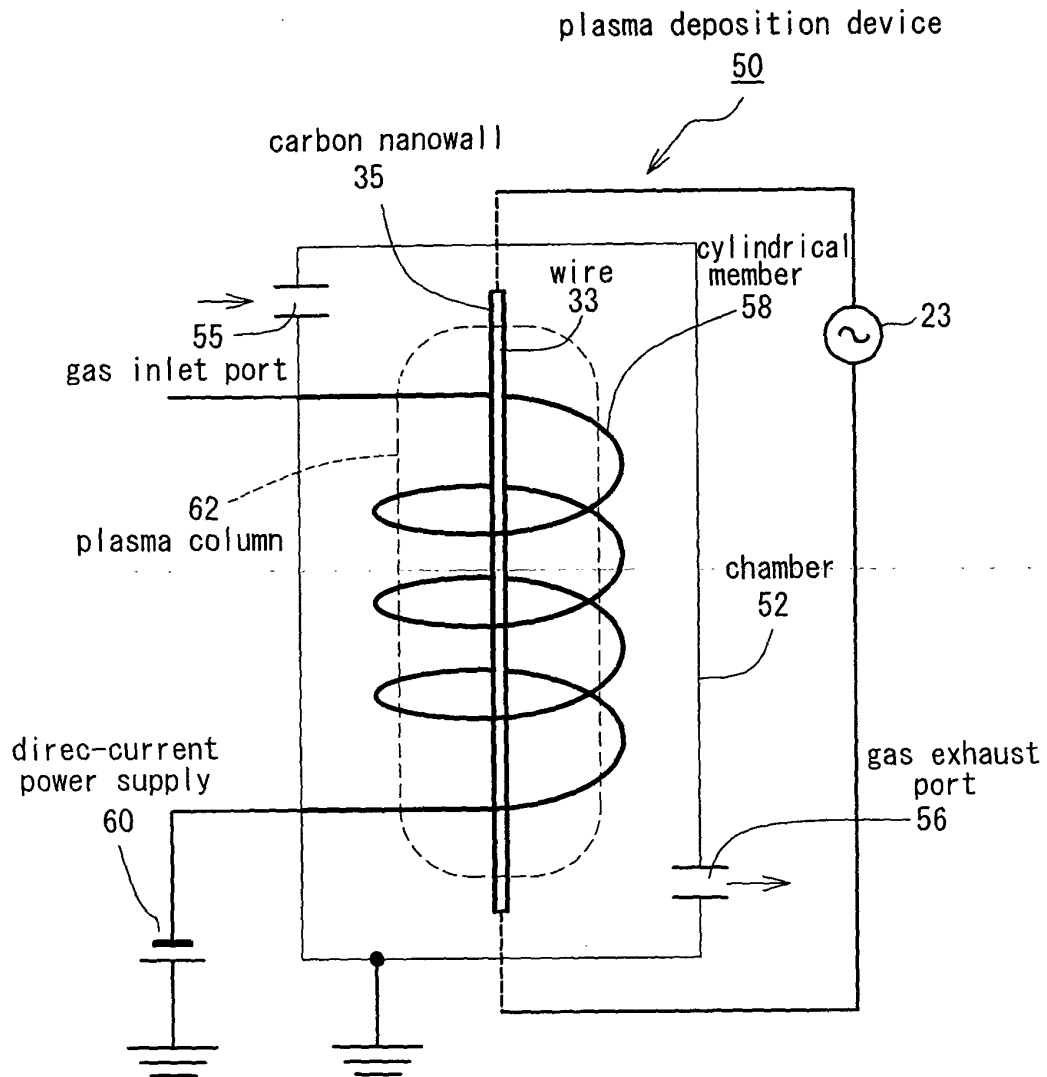 plasma deposition device
50
carbon nanowall
35
cylindrical
member
58
wire
33
23
55
gas inlet port
62
plasma column
chamber
52
direc-current
power supply
60
gas exhaust
port
56